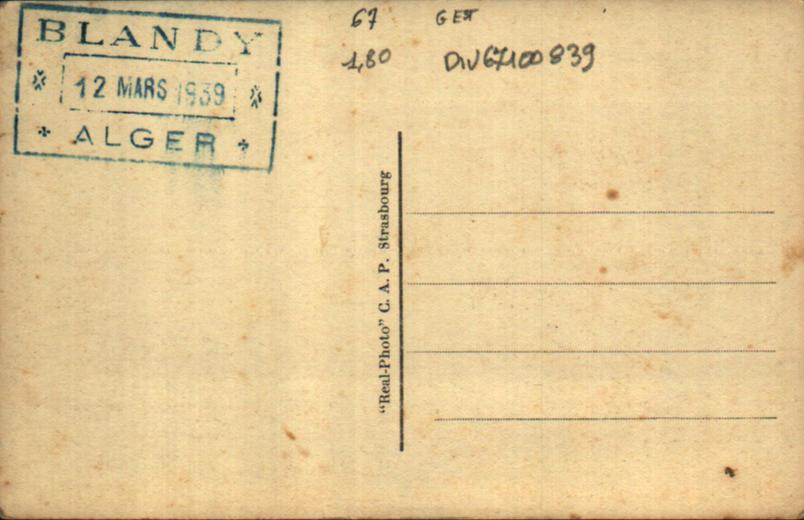 BLANDY
12 MARS 1939
ALGER
67 GEST
1,80 DIV67100839
"Real-Photo" C. A. P. Strasbourg